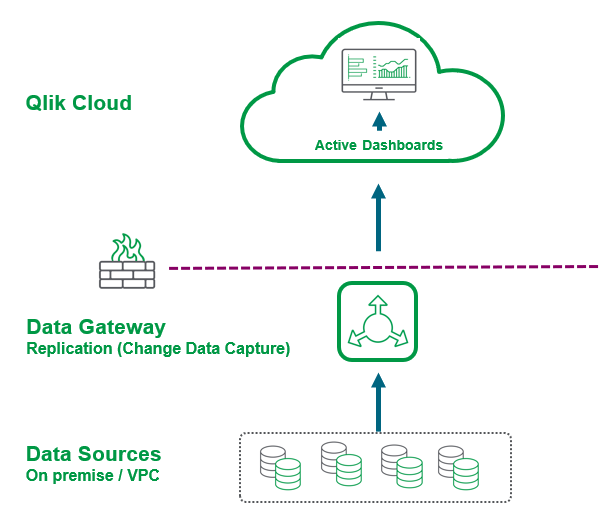 Qlik Cloud
Active Dashboards
Data Gateway
Replication (Change Data Capture)
Data Sources
On premise / VPC